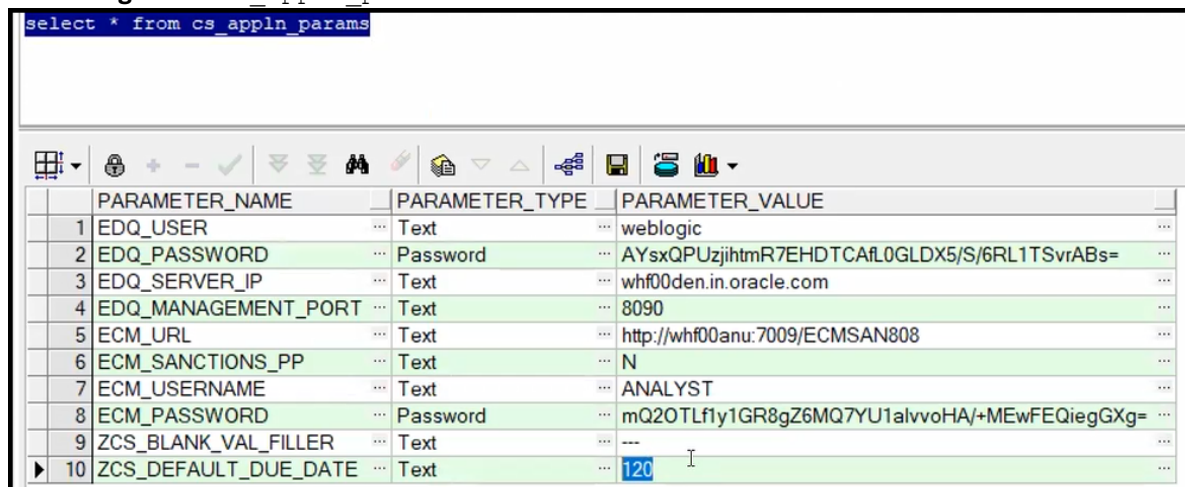 select * from cs_appln_params
PARAMETER_NAME PARAMETER_TYPE PARAMETER_VALUE
1 EDQ_USER ... Text ... weblogic ...
2 EDQ_PASSWORD ... Password ... AYsxQPUzjihtmR7EHDTCAfL0GLDX5/S/6RL1TSvrABs= ...
3 EDQ_SERVER_IP ... Text ... whf00den.in.oracle.com ...
4 EDQ_MANAGEMENT_PORT ... Text ... 8090 ...
5 ECM_URL ... Text ... http://whf00anu:7009/ECMSAN808 ...
6 ECM_SANCTIONS_PP ... Text ... N ...
7 ECM_USERNAME ... Text ... ANALYST ...
8 ECM_PASSWORD ... Password ... mQ2OTLf1y1GR8gZ6MQ7YU1alvvoHA/+MEwFEQiegGXg= ...
9 ZCS_BLANK_VAL_FILLER ... Text ... --- ...
10 ZCS_DEFAULT_DUE_DATE ... Text ... 120 ...